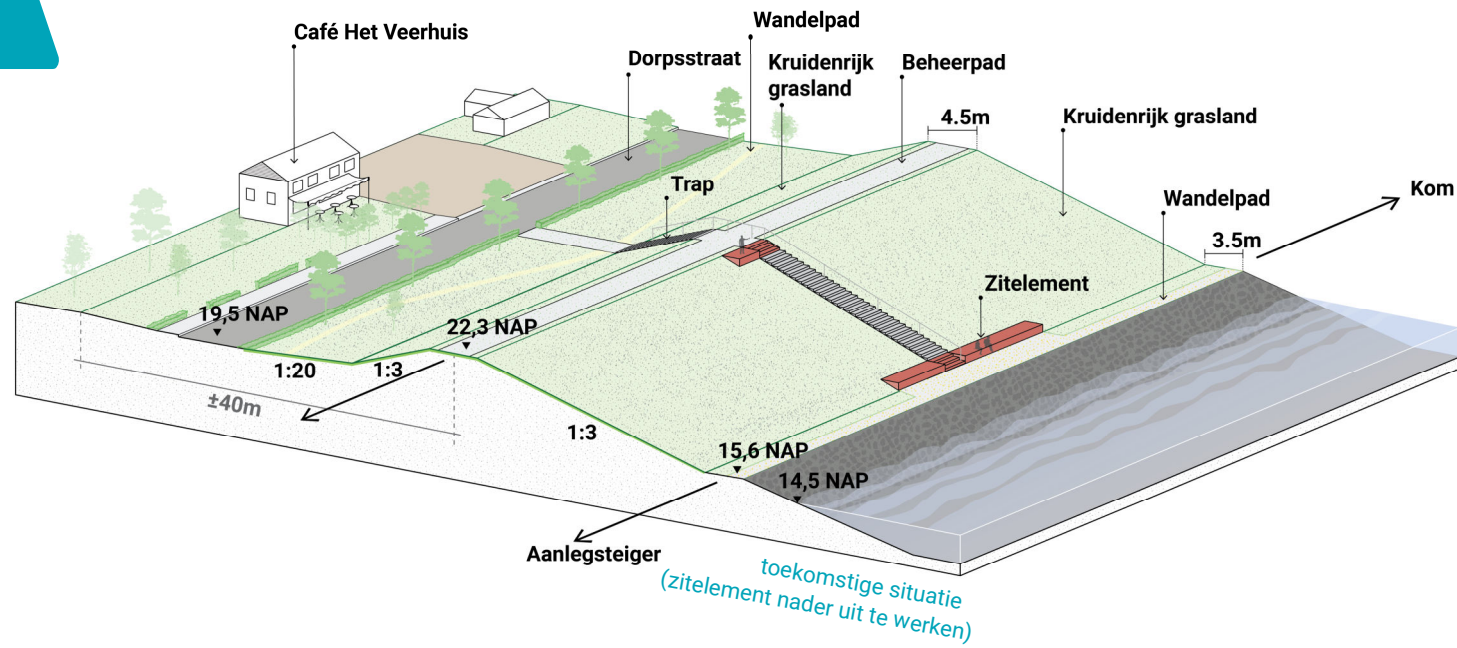 Café Het Veerhuis
Wandelpad
Dorpsstraat
Kruidenrijk
grasland
Beheerpad
4.5m
Kruidenrijk grasland
Trap
Kom
Wandelpad
3.5m
Zitelement
19,5 NAP
22,3 NAP
1:20
1:3
±40m
1:3
15,6 NAP
14,5 NAP
Aanlegsteiger
toekomstige situatie
(zitelement nader uit te werken)